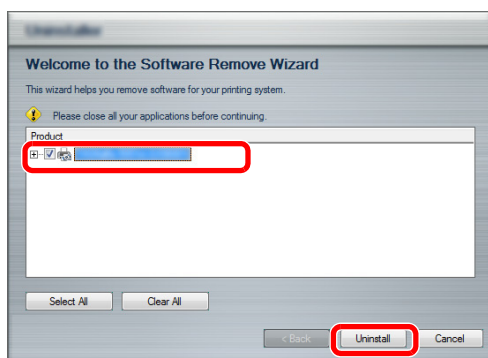 Welcome to the Software Remove Wizard
This wizard helps you remove software for your printing system.
Please close all your applications before continuing.
Product
Select All Clear All
< Back Uninstall Cancel